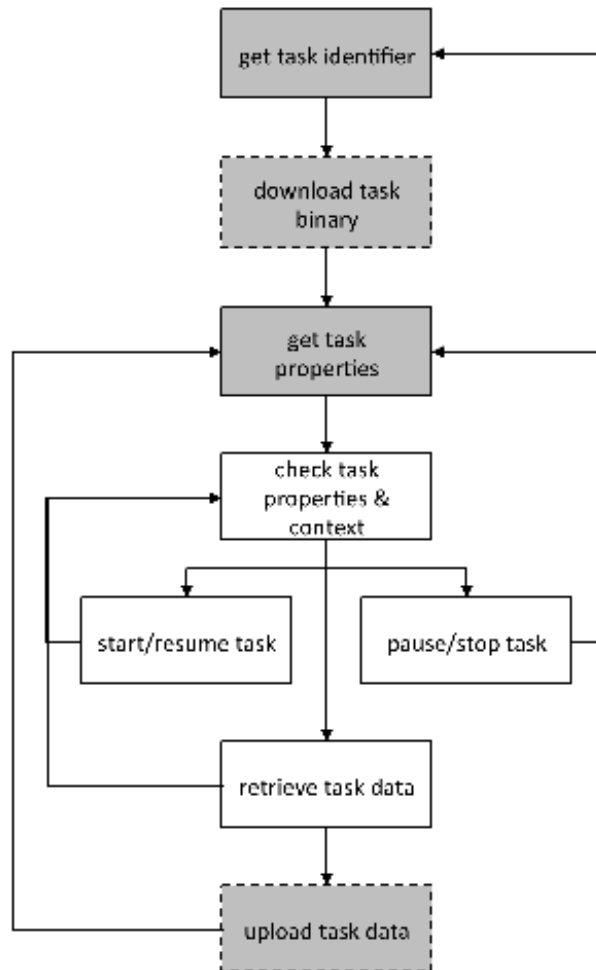 get task identifier
download task
binary
get task
properties
check task
properties &
context
start/resume task
pause/stop task
retrieve task data
upload task data